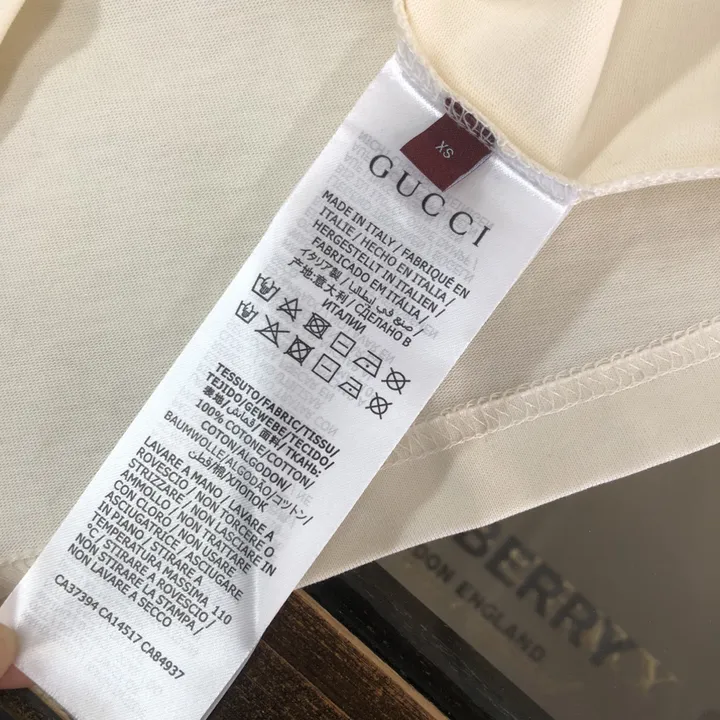 XS
GUCCI
MADE IN ITALY / FABRIQUÉ EN
ITALIE / HECHO EN ITALIA /
HERGESTELLT IN ITALIEN /
FABRICADO EM ITÁLIA /
イタリア製 / صنع في إيطاليا /
产地:意大利 / СДЕЛАНО В
ИТАЛИИ
TESSUTO/FABRIC/TISSU/
TEJIDO/GEWEBE/TECIDO/
表地/قماش/面料/ТКАНЬ:
100% COTONE/COTTON/
COTON/ALGODON/
BAUMWOLLE/ALGODÃO/コットン/
قطن/棉/ХЛОПОК
LAVARE A MANO LAVARE A
ROVESCIO / NON TORCERE O
STRIZZARE / NON LASCIARE IN
AMMOLLO / NON TRATTARE
CON CLORO / NON USARE
ASCIUGATRICE / ASCIUGARE
IN PIANO / STIRARE A
TEMPERATURA MASSIMA 110
°C/ STIRARE A ROVESCIO /
NON STIRARE LA STAMPA /
NON LAVARE A SECCO
CA37394 CA14517 CA84937
BERRY
DON ENGLAND
Y